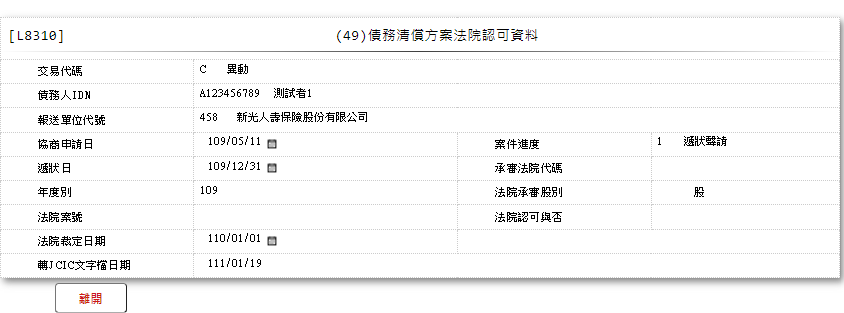 [L8310] (49)債務清償方案法院認可資料
交易代碼 C 異動
債務人IDN A123456789 測試者1
報送單位代號 458 新光人壽保險股份有限公司
協商申請日 109/05/11 案件進度 1 遞狀聲請
遞狀日 109/12/31 承審法院代碼
年度別 109 法院承審股別 股
法院案號 法院認可與否
法院裁定日期 110/01/01
轉JCIC文字檔日期 111/01/19
離開